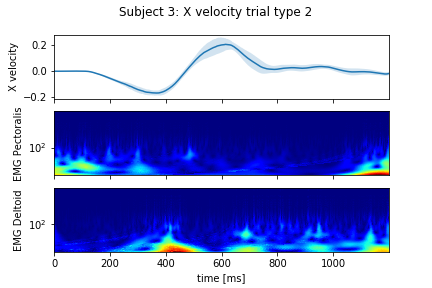 Subject 3: X velocity trial type 2
X velocity
0.2
0.0
−0.2
EMG Pectoralis
10²
EMG Deltoid
10²
0 200 400 600 800 1000
time [ms]